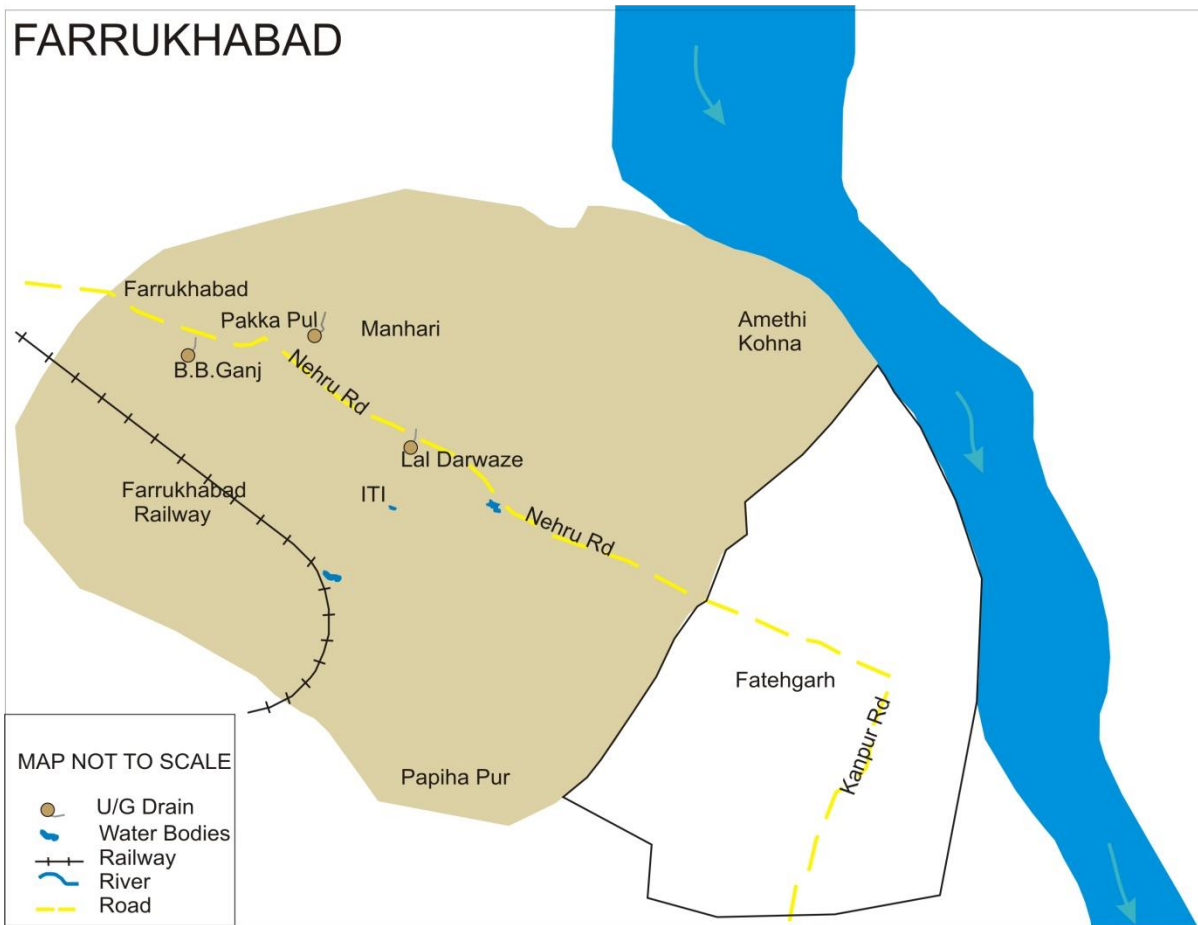 FARRUKHABAD
Farrukhabad
Pakka Pul
Manhari
Amethi
Kohna
B.B.Ganj
Nehru Rd
Lal Darwaze
Farrukhabad
Railway
ITI
Nehru Rd
Fatehgarh
Kanpur Rd
Papiha Pur
MAP NOT TO SCALE
U/G Drain
Water Bodies
Railway
River
Road